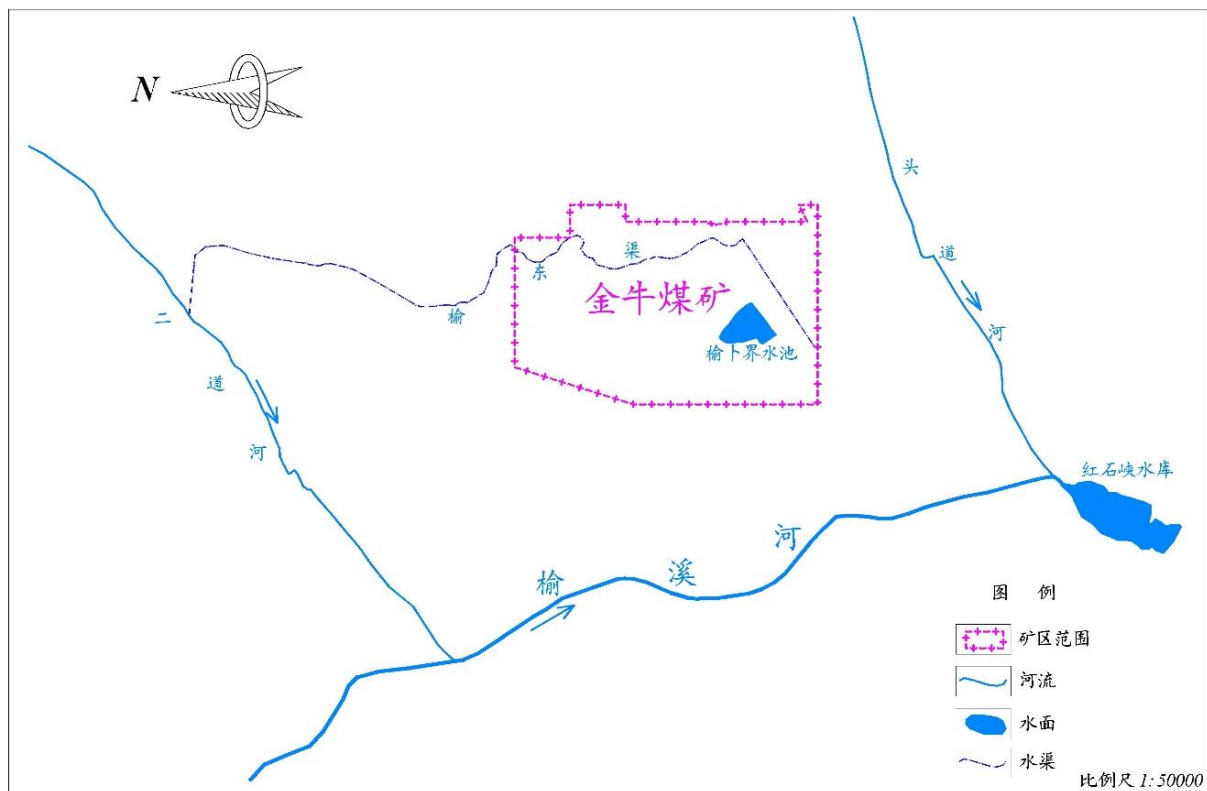 N
头道河
榆东渠
金牛煤矿
榆卜界水池
二道河
红石峡水库
榆溪河
图 例
矿区范围
河流
水面
水渠
比例尺 1:50000